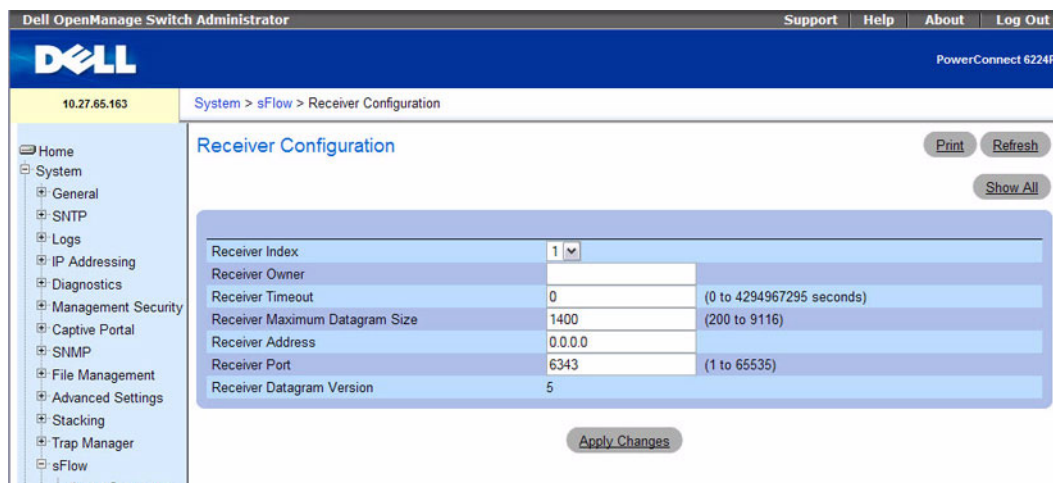 Dell OpenManage Switch Administrator
Support Help About Log Out
DELL
PowerConnect 6224P
10.27.65.163
System > sFlow > Receiver Configuration
Home
System
General
SNTP
Logs
IP Addressing
Diagnostics
Management Security
Captive Portal
SNMP
File Management
Advanced Settings
Stacking
Trap Manager
sFlow
Receiver Configuration
Print Refresh
Show All
Receiver Index 1
Receiver Owner
Receiver Timeout 0 (0 to 4294967295 seconds)
Receiver Maximum Datagram Size 1400 (200 to 9116)
Receiver Address 0.0.0.0
Receiver Port 6343 (1 to 65535)
Receiver Datagram Version 5
Apply Changes